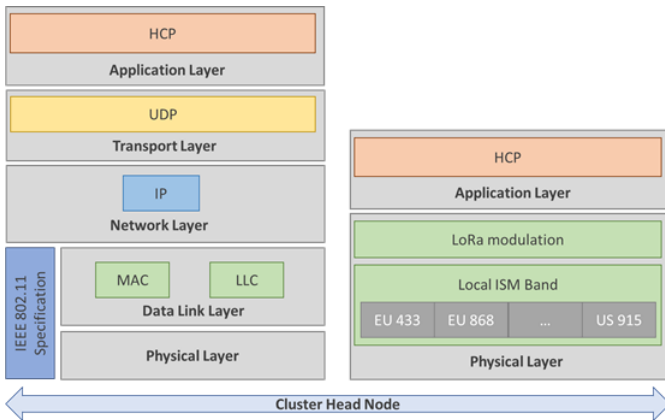 HCP
Application Layer
UDP
Transport Layer
IP
Network Layer
IEEE 802.11
Specification
MAC
LLC
Data Link Layer
Physical Layer
HCP
Application Layer
LoRa modulation
Local ISM Band
EU 433
EU 868
...
US 915
Physical Layer
Cluster Head Node